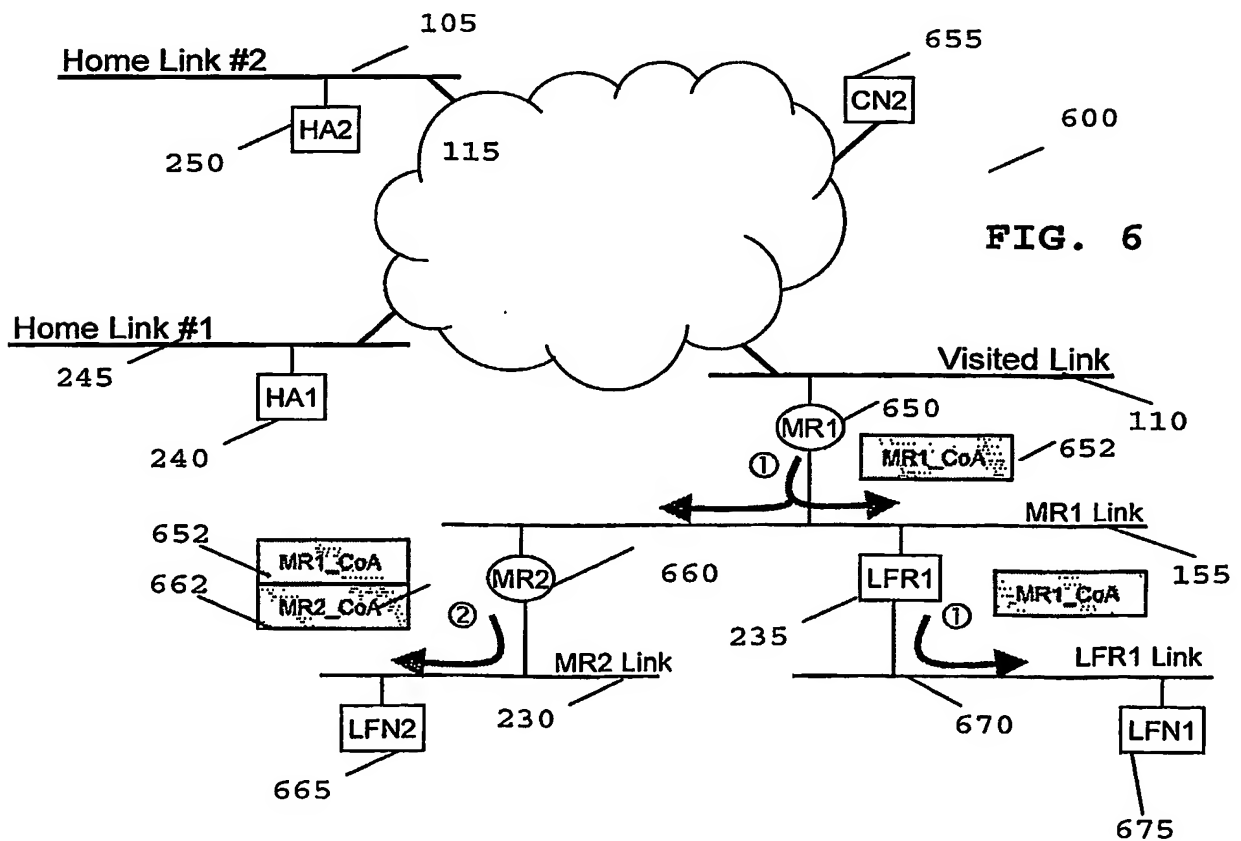 105
Home Link #2
655
HA2
CN2
250
115
600
FIG. 6
Home Link #1
245
HA1
240
Visited Link
110
MR1
650
①
MR1_CoA
652
MR1 Link
155
652
MR1_CoA
662
MR2_CoA
MR2
660
LFR1
235
MR1_CoA
②
①
MR2 Link
LFR1 Link
230
670
LFN2
LFN1
665
675